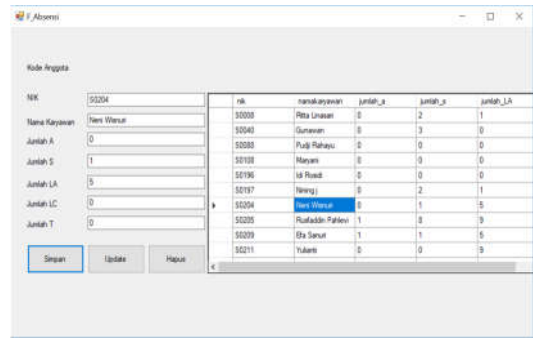 F_Absensi
Kode Anggota
NIK S0204
Nama Karyawan Neni Wenuri
Jumlah A 0
Jumlah S 1
Jumlah LA 5
Jumlah LC 0
Jumlah T 0
Simpan Update Hapus
nik namakaryawan jumlah_a jumlah_s jumlah_LA
S0008 Ritta Linasari 0 2 1
S0040 Gunawan 0 3 0
S0088 Pudji Rahayu 0 0 0
S0108 Maryani 0 0 0
S0196 Idi Rosidi 0 0 0
S0197 Nining j 0 2 1
S0204 Neni Wenuri 0 1 5
S0205 Pahlevi 1 8 9
S0209 Efa Sanuri 1 1 5
S0211 Yulianti 0 0 9